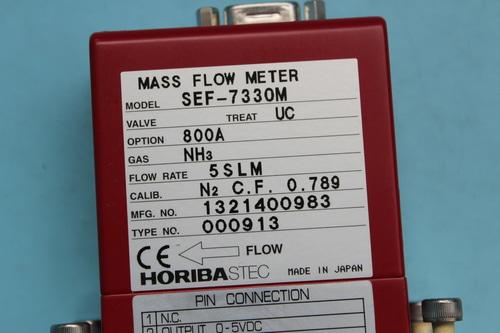 MASS FLOW METER
MODEL SEF-7330M
VALVE TREAT UC
OPTION 800A
GAS NH3
FLOW RATE 5SLM
CALIB. N2 C.F. 0.789
MFG. NO. 1321400983
TYPE NO. 000913
CE FLOW
HORIBASTEC MADE IN JAPAN
PIN CONNECTION
1 N.C.
2 OUTPUT 0-5VDC